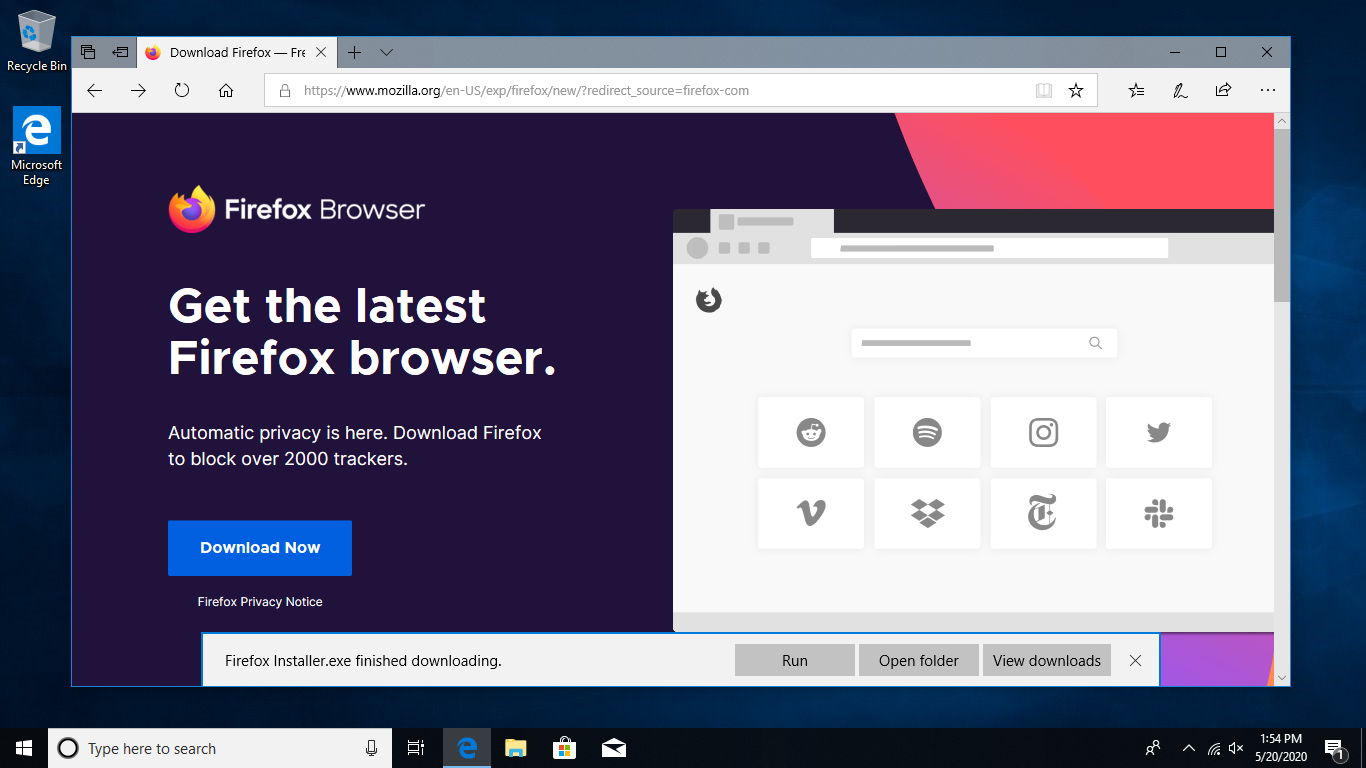 Recycle Bin
Microsoft
Edge
Download Firefox — Fre
https://www.mozilla.org/en-US/exp/firefox/new/?redirect_source=firefox-com
Firefox Browser
Get the latest
Firefox browser.
Automatic privacy is here. Download Firefox
to block over 2000 trackers.
Download Now
Firefox Privacy Notice
Firefox Installer.exe finished downloading.
Run
Open folder
View downloads
Type here to search
1:54 PM
5/20/2020
1